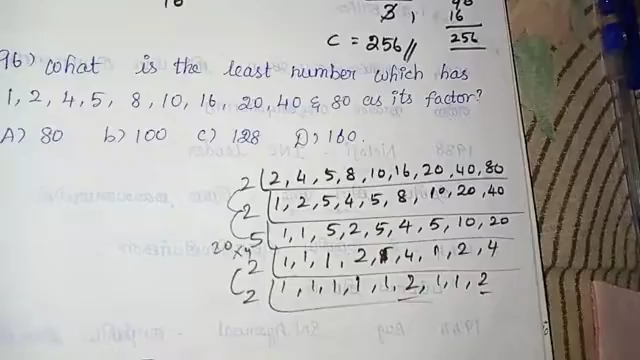 16
3,
16
256
C = 256//
96) What is the least number which has
1, 2, 4, 5, 8, 10, 16, 20, 40 & 80 as its factor?
A) 80 b) 100 c) 128 D) 160.
2 2, 4, 5, 8, 10, 16, 20, 40, 80
2 1, 2, 5, 4, 5, 8, 10, 20, 40
5 1, 1, 5, 2, 5, 4, 5, 10, 20
20 x 4
2 1, 1, 1, 2, 1, 4, 1, 2, 4
2 1, 1, 1, 1, 1, 2, 1, 1, 2